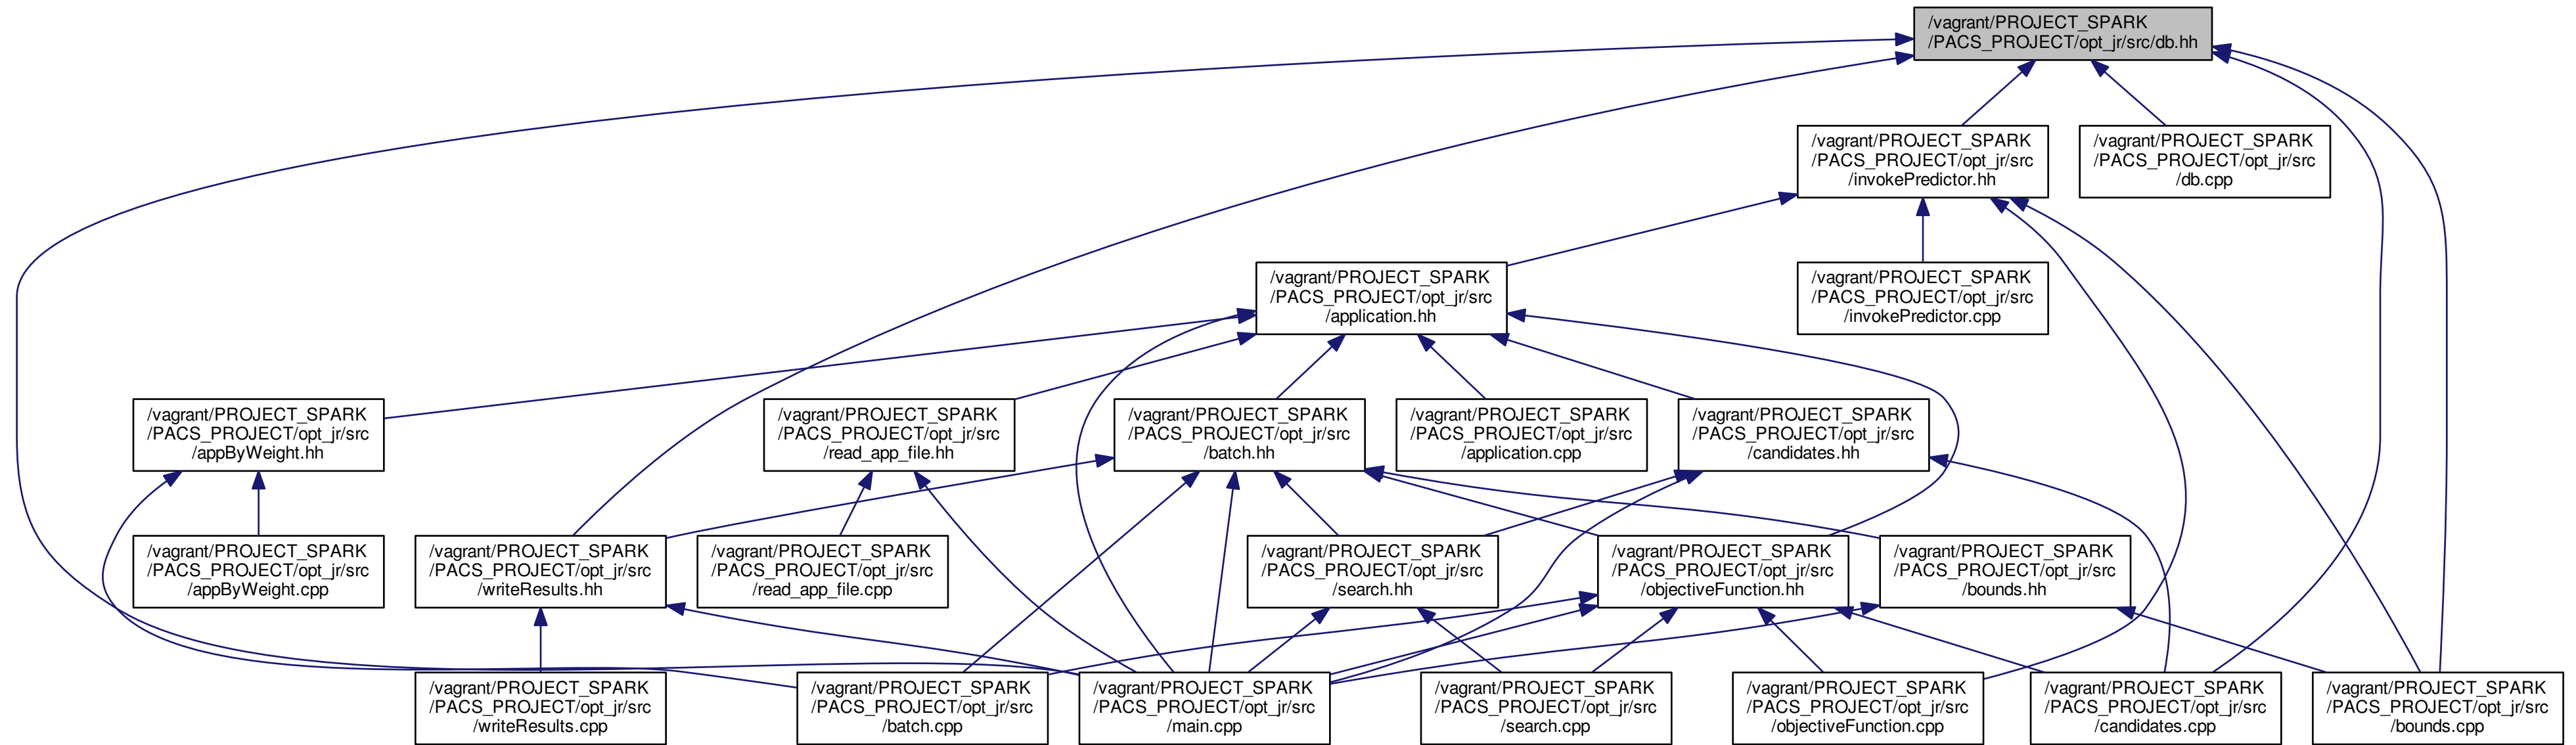 /vagrant/PROJECT_SPARK
/PACS_PROJECT/opt_jr/src/db.hh
/vagrant/PROJECT_SPARK
/PACS_PROJECT/opt_jr/src
/invokePredictor.hh
/vagrant/PROJECT_SPARK
/PACS_PROJECT/opt_jr/src
/db.cpp
/vagrant/PROJECT_SPARK
/PACS_PROJECT/opt_jr/src
/application.hh
/vagrant/PROJECT_SPARK
/PACS_PROJECT/opt_jr/src
/invokePredictor.cpp
/vagrant/PROJECT_SPARK
/PACS_PROJECT/opt_jr/src
/appByWeight.hh
/vagrant/PROJECT_SPARK
/PACS_PROJECT/opt_jr/src
/read_app_file.hh
/vagrant/PROJECT_SPARK
/PACS_PROJECT/opt_jr/src
/batch.hh
/vagrant/PROJECT_SPARK
/PACS_PROJECT/opt_jr/src
/application.cpp
/vagrant/PROJECT_SPARK
/PACS_PROJECT/opt_jr/src
/candidates.hh
/vagrant/PROJECT_SPARK
/PACS_PROJECT/opt_jr/src
/appByWeight.cpp
/vagrant/PROJECT_SPARK
/PACS_PROJECT/opt_jr/src
/writeResults.hh
/vagrant/PROJECT_SPARK
/PACS_PROJECT/opt_jr/src
/read_app_file.cpp
/vagrant/PROJECT_SPARK
/PACS_PROJECT/opt_jr/src
/search.hh
/vagrant/PROJECT_SPARK
/PACS_PROJECT/opt_jr/src
/objectiveFunction.hh
/vagrant/PROJECT_SPARK
/PACS_PROJECT/opt_jr/src
/bounds.hh
/vagrant/PROJECT_SPARK
/PACS_PROJECT/opt_jr/src
/writeResults.cpp
/vagrant/PROJECT_SPARK
/PACS_PROJECT/opt_jr/src
/batch.cpp
/vagrant/PROJECT_SPARK
/PACS_PROJECT/opt_jr/src
/main.cpp
/vagrant/PROJECT_SPARK
/PACS_PROJECT/opt_jr/src
/search.cpp
/vagrant/PROJECT_SPARK
/PACS_PROJECT/opt_jr/src
/objectiveFunction.cpp
/vagrant/PROJECT_SPARK
/PACS_PROJECT/opt_jr/src
/candidates.cpp
/vagrant/PROJECT_SPARK
/PACS_PROJECT/opt_jr/src
/bounds.cpp